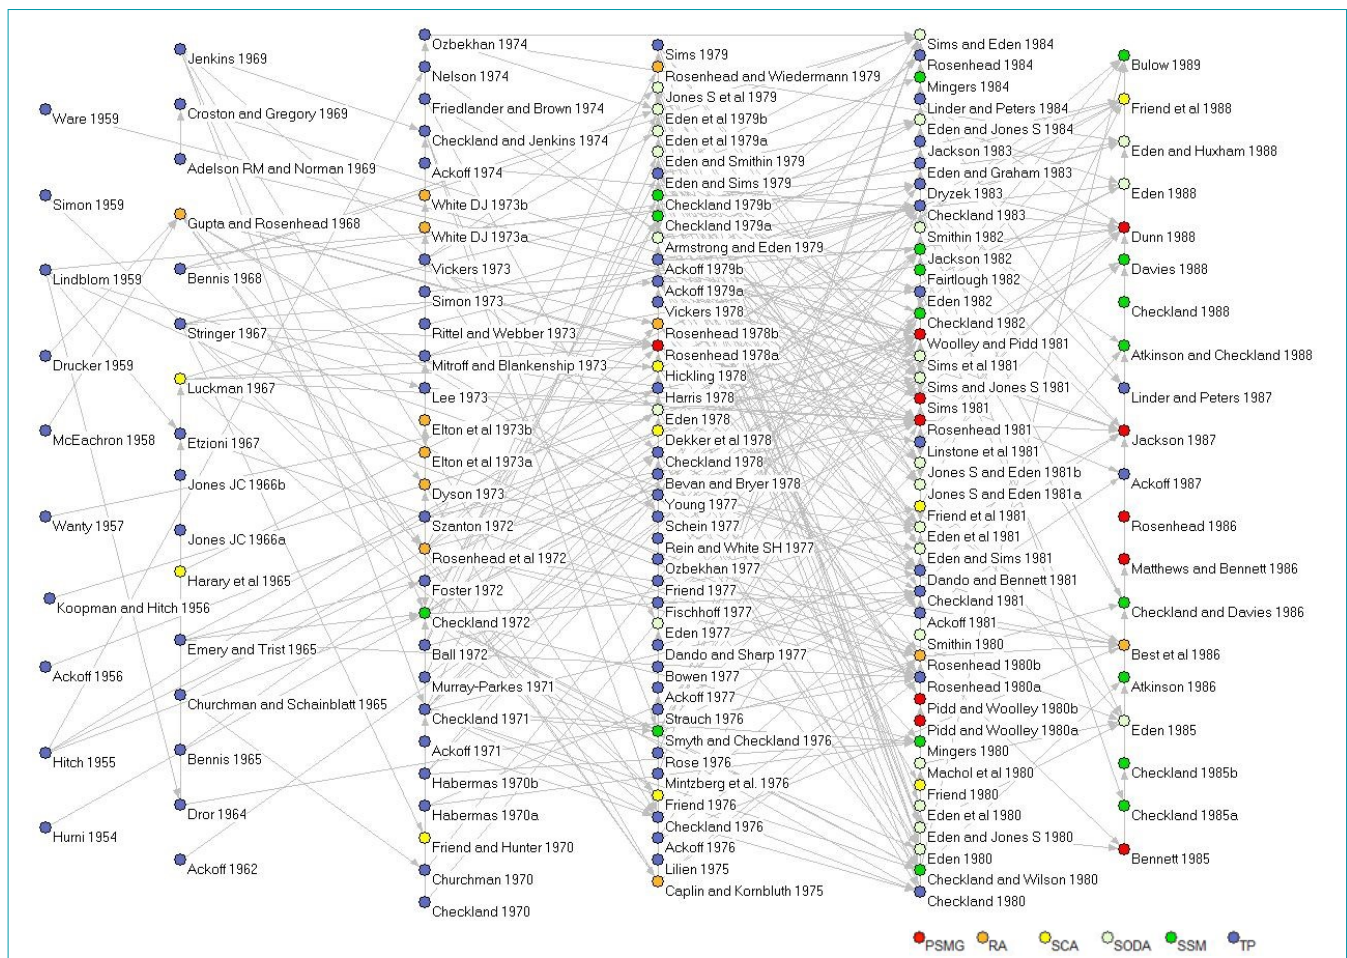 Ware 1959
Simon 1959
Lindblom 1959
Drucker 1959
McEachron 1958
Wanty 1957
Koopman and Hitch 1956
Ackoff 1956
Hitch 1955
Hurni 1954
Jenkins 1969
Croston and Gregory 1969
Adelson RM and Norman 1969
Gupta and Rosenhead 1968
Bennis 1968
Stringer 1967
Luckman 1967
Etzioni 1967
Jones JC 1966b
Jones JC 1966a
Harary et al 1965
Emery and Trist 1965
Churchman and Schainblatt 1965
Bennis 1965
Dror 1964
Ackoff 1962
Ozbekhan 1974
Nelson 1974
Friedlander and Brown 1974
Checkland and Jenkins 1974
Ackoff 1974
White DJ 1973b
White DJ 1973a
Vickers 1973
Simon 1973
Rittel and Webber 1973
Mitroff and Blankenship 1973
Lee 1973
Elton et al 1973b
Elton et al 1973a
Dyson 1973
Szanton 1972
Rosenhead et al 1972
Foster 1972
Checkland 1972
Ball 1972
Murray-Parkes 1971
Checkland 1971
Ackoff 1971
Habermas 1970b
Habermas 1970a
Friend and Hunter 1970
Churchman 1970
Checkland 1970
Sims 1979
Rosenhead and Wiedermann 1979
Jones S et al 1979
Eden et al 1979b
Eden et al 1979a
Eden and Smithin 1979
Eden and Sims 1979
Checkland 1979b
Checkland 1979a
Armstrong and Eden 1979
Ackoff 1979b
Ackoff 1979a
Vickers 1978
Rosenhead 1978b
Rosenhead 1978a
Hickling 1978
Harris 1978
Eden 1978
Dekker et al 1978
Checkland 1978
Bevan and Bryer 1978
Young 1977
Schein 1977
Rein and White SH 1977
Ozbekhan 1977
Friend 1977
Fischhoff 1977
Eden 1977
Dando and Sharp 1977
Bowen 1977
Ackoff 1977
Strauch 1976
Smyth and Checkland 1976
Rose 1976
Mintzberg et al. 1976
Friend 1976
Checkland 1976
Ackoff 1976
Lilien 1975
Caplin and Kornbluth 1975
Sims and Eden 1984
Rosenhead 1984
Mingers 1984
Linder and Peters 1984
Eden and Jones S 1984
Jackson 1983
Eden and Graham 1983
Dryzek 1983
Checkland 1983
Smithin 1982
Jackson 1982
Fairtlough 1982
Eden 1982
Checkland 1982
Woolley and Pidd 1981
Sims et al 1981
Sims and Jones S 1981
Sims 1981
Rosenhead 1981
Linstone et al 1981
Jones S and Eden 1981b
Jones S and Eden 1981a
Friend et al 1981
Eden et al 1981
Eden and Sims 1981
Dando and Bennett 1981
Checkland 1981
Ackoff 1981
Smithin 1980
Rosenhead 1980b
Rosenhead 1980a
Pidd and Woolley 1980b
Pidd and Woolley 1980a
Mingers 1980
Machol et al 1980
Friend 1980
Eden et al 1980
Eden and Jones S 1980
Eden 1980
Checkland and Wilson 1980
Checkland 1980
Bulow 1989
Friend et al 1988
Eden and Huxham 1988
Eden 1988
Dunn 1988
Davies 1988
Checkland 1988
Atkinson and Checkland 1988
Linder and Peters 1987
Jackson 1987
Ackoff 1987
Rosenhead 1986
Matthews and Bennett 1986
Checkland and Davies 1986
Best et al 1986
Atkinson 1986
Eden 1985
Checkland 1985b
Checkland 1985a
Bennett 1985
PSMG RA SCA SODA SSM TP